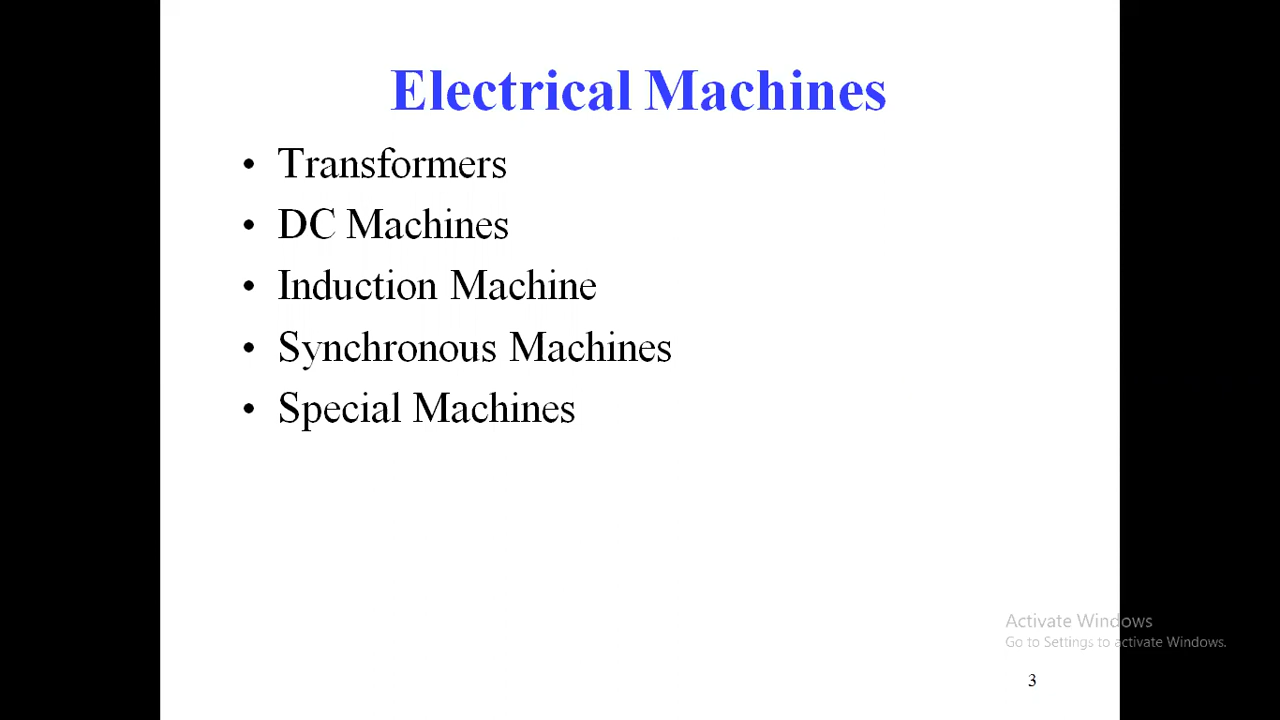 Electrical Machines
• Transformers
• DC Machines
• Induction Machine
• Synchronous Machines
• Special Machines
Activate Windows
Go to Settings to activate Windows.
3